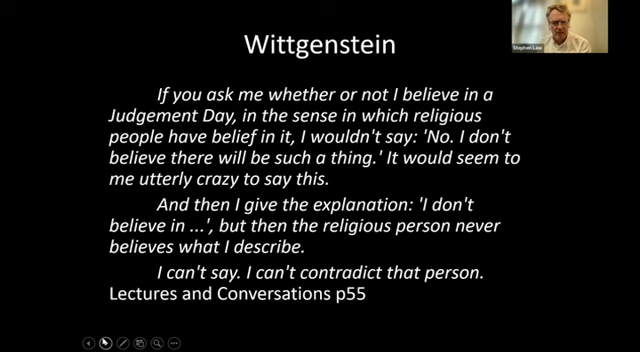 Wittgenstein
Stephen Law
If you ask me whether or not I believe in a
Judgement Day, in the sense in which religious
people have belief in it, I wouldn't say: 'No. I don't
believe there will be such a thing.' It would seem to
me utterly crazy to say this.
And then I give the explanation: 'I don't
believe in ...', but then the religious person never
believes what I describe.
I can't say. I can't contradict that person.
Lectures and Conversations p55